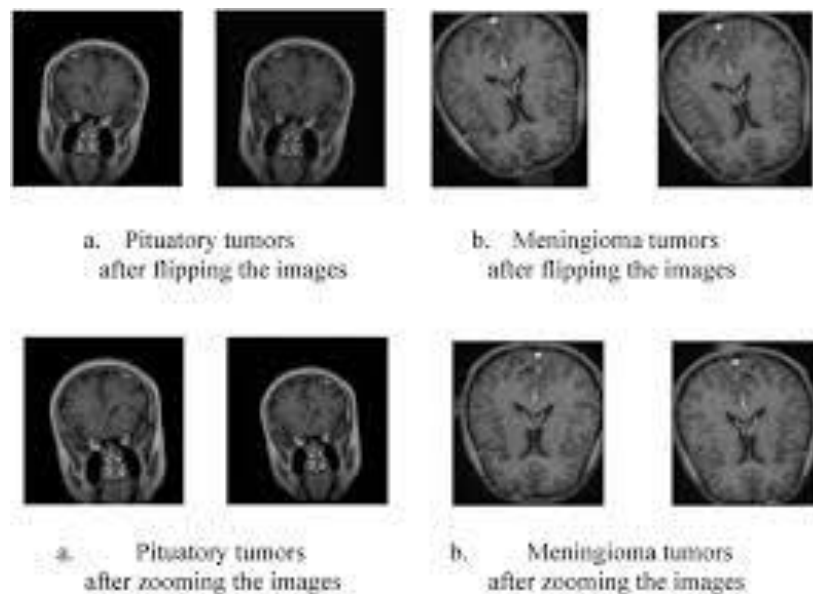 a. Pituatory tumors
after flipping the images
b. Meningioma tumors
after flipping the images
a. Pituatory tumors
after zooming the images
b. Meningioma tumors
after zooming the images